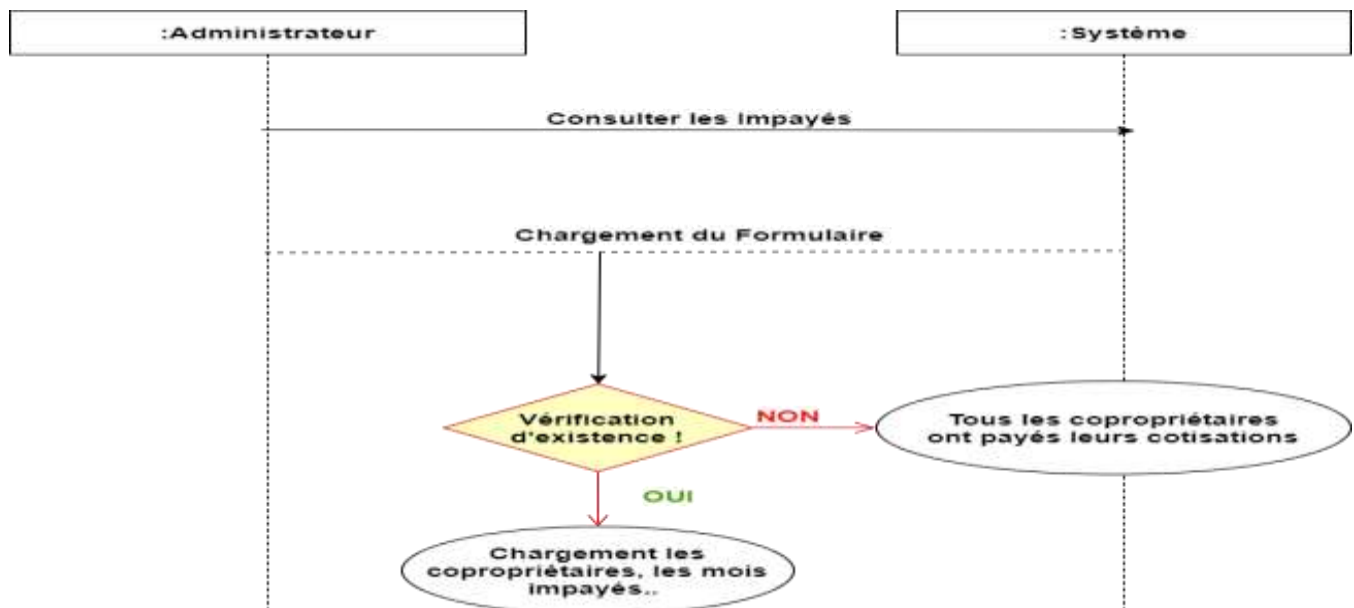 :Administrateur
:Système
Consulter les Impayés
Chargement du Formulaire
Vérification
d'existence !
NON
Tous les copropriétaires
ont payés leurs cotisations
OUI
Chargement les
copropriétaires, les mois
impayés..